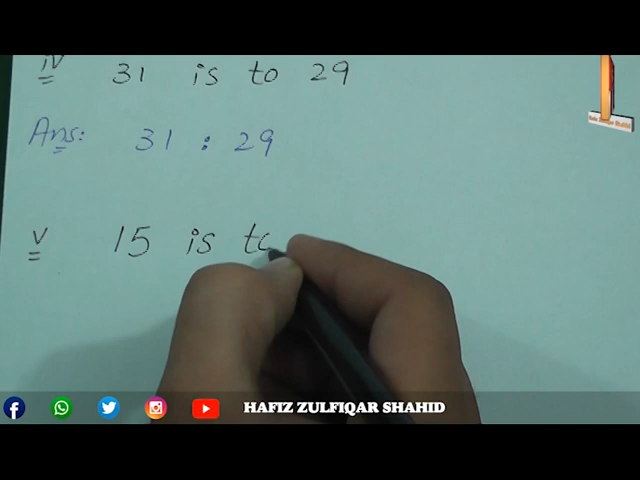 iv 31 is to 29
Ans: 31 : 29
v 15 is to
HAFIZ ZULFIQAR SHAHID